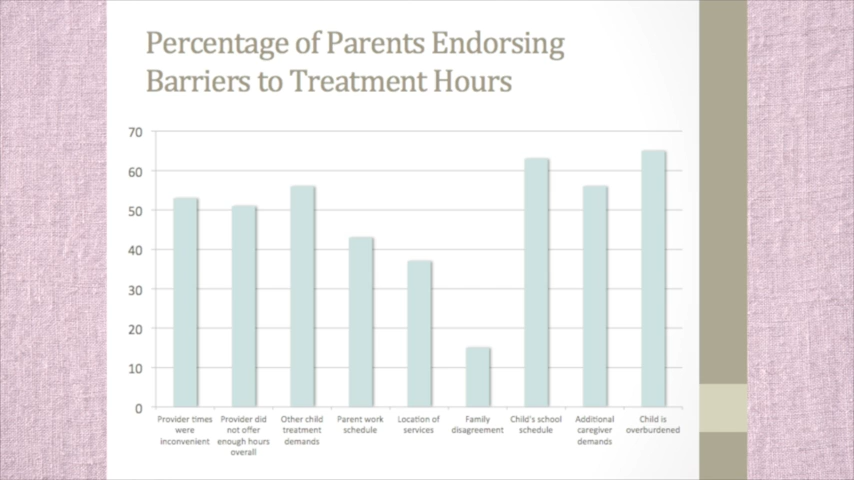 Percentage of Parents Endorsing
Barriers to Treatment Hours
70
60
50
40
30
20
10
0
Provider times
were
inconvenient
Provider did
not offer
enough hours
overall
Other child
treatment
demands
Parent work
schedule
Location of
services
Family
disagreement
Child's school
schedule
Additional
caregiver
demands
Child is
overburdened